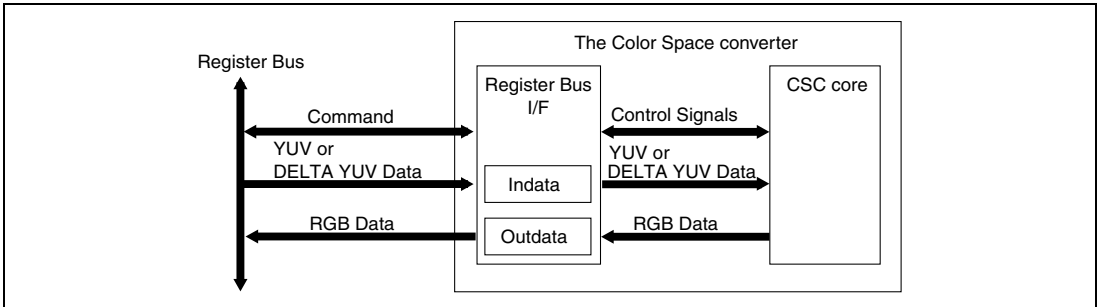 The Color Space converter
Register Bus
Register Bus
I/F
CSC core
Command
Control Signals
YUV or
DELTA YUV Data
Indata
YUV or
DELTA YUV Data
RGB Data
Outdata
RGB Data